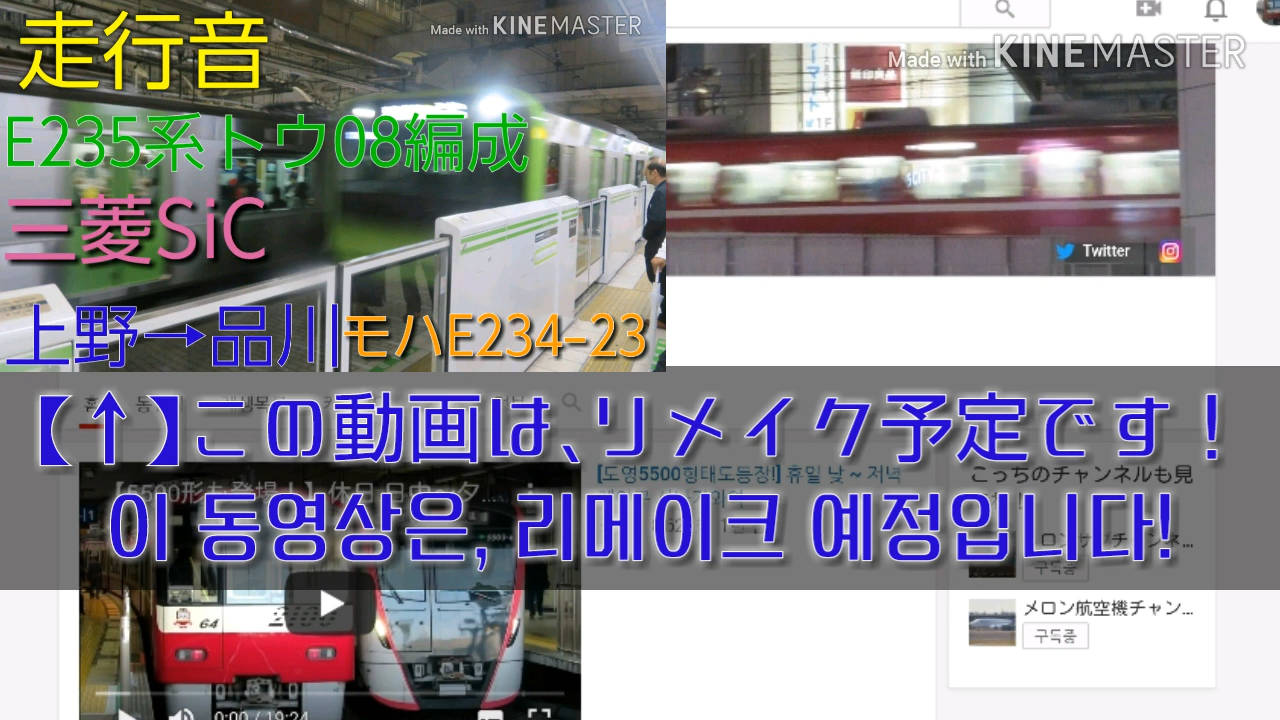 走行音
Made with KINEMASTER
E235系トウ08編成
三菱SiC
上野→品川
モハE234-23
Made with KINEMASTER
Twitter
【↑】この動画は、リメイク予定です！
이 동영상은, 리메이크 예정입니다!
[도영5500형태도등장!] 휴일 낮 ~ 저녁
こっちのチャンネルも見
구독중
メロン航空機チャン...
구독중
64
0:00 / 19:24